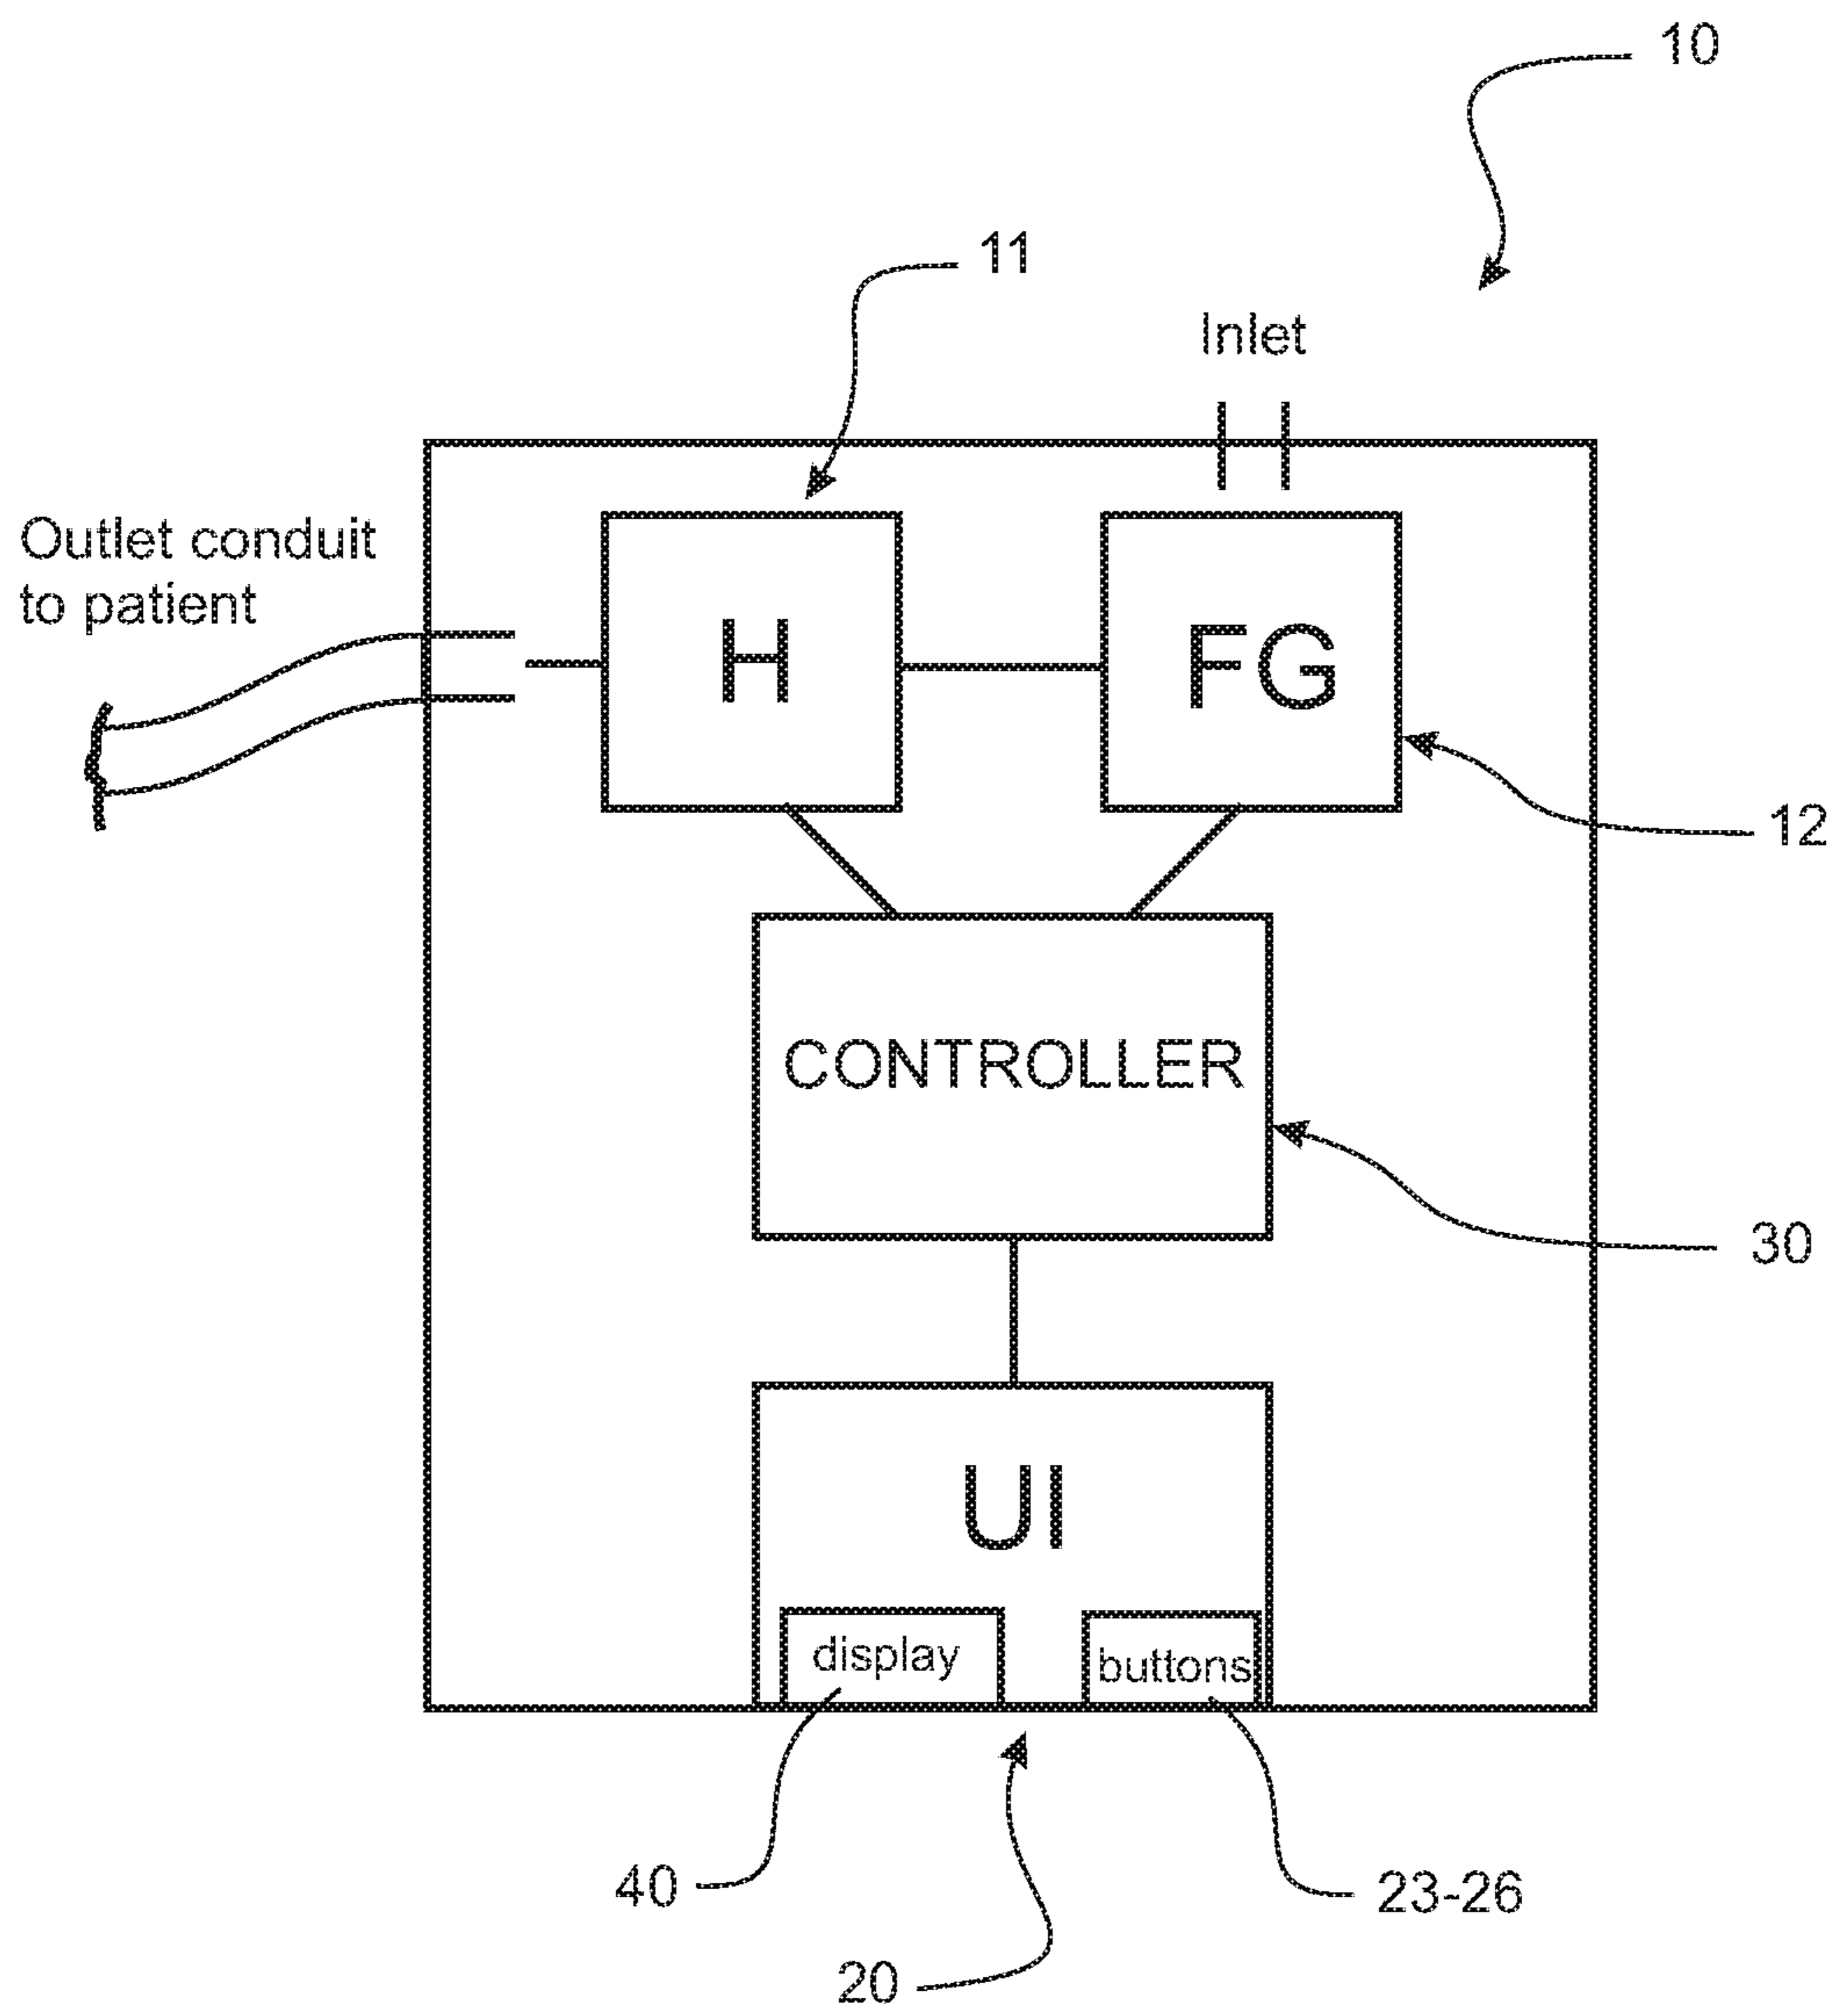 10
11
Inlet
Outlet conduit
to patient
H
FG
12
CONTROLLER
30
UI
display
buttons
40
23-26
20